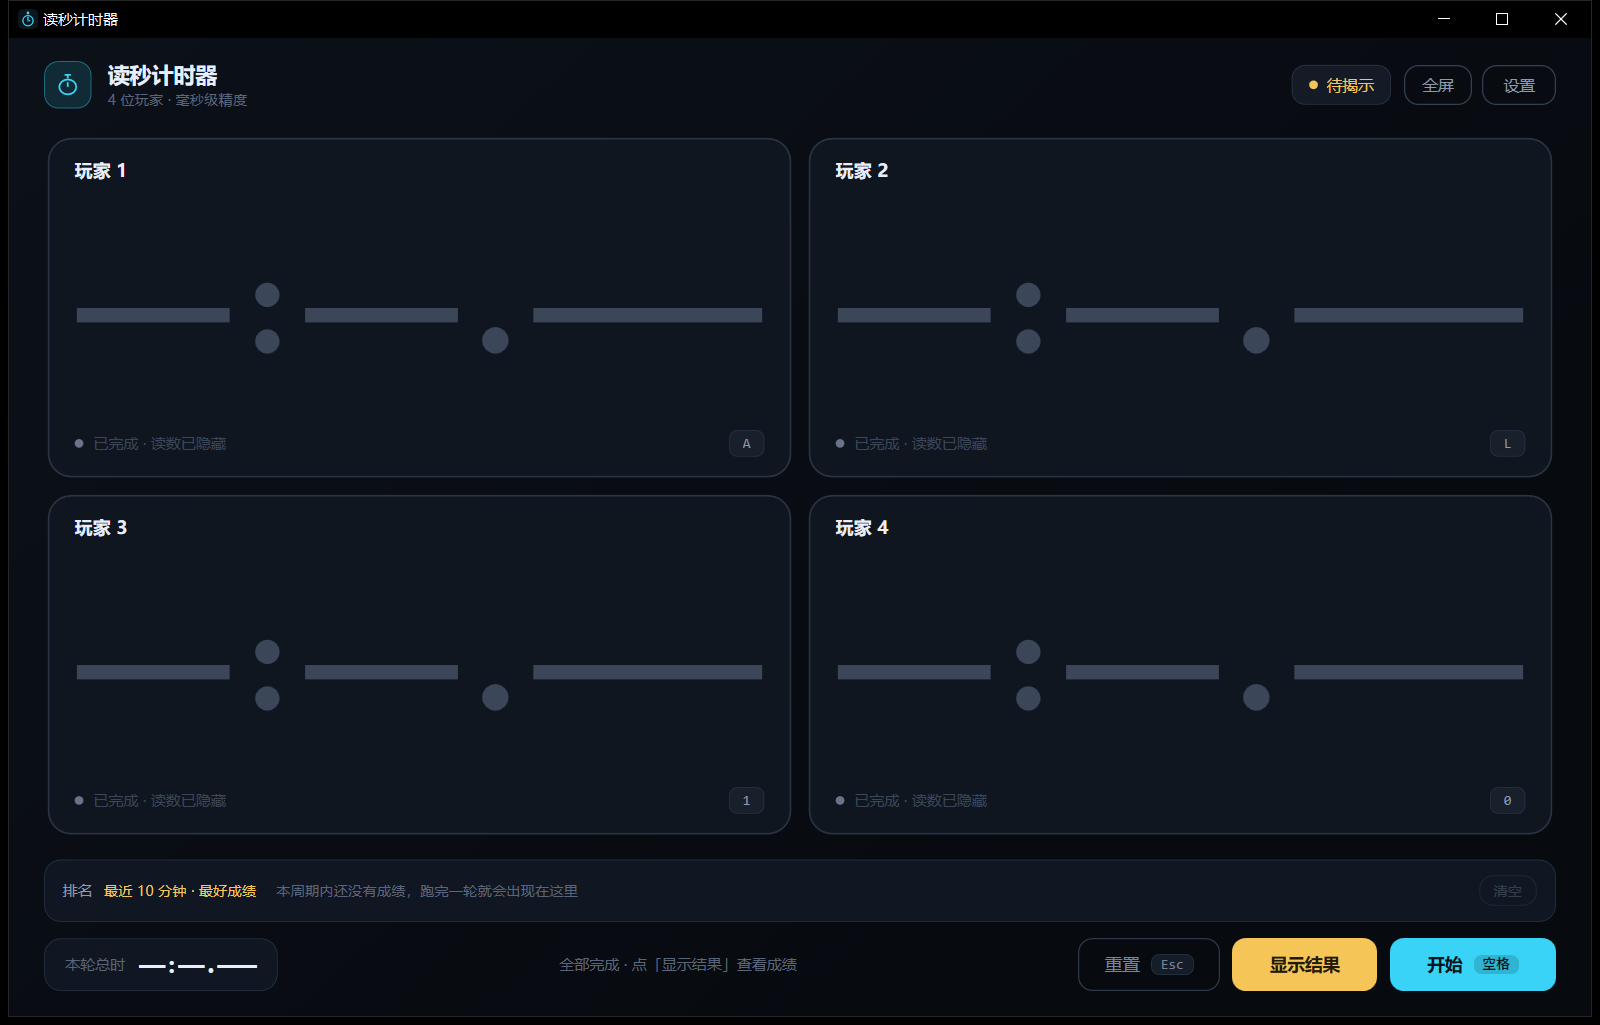 读秒计时器
读秒计时器
4 位玩家 · 毫秒级精度
待揭示
全屏
设置
玩家 1
已完成 · 读数已隐藏
A
玩家 2
已完成 · 读数已隐藏
L
玩家 3
已完成 · 读数已隐藏
1
玩家 4
已完成 · 读数已隐藏
0
排名 最近 10 分钟 · 最好成绩 本周期内还没有成绩，跑完一轮就会出现在这里
清空
本轮总时 ——:——.———
全部完成 · 点「显示结果」查看成绩
重置 Esc
显示结果
开始 空格